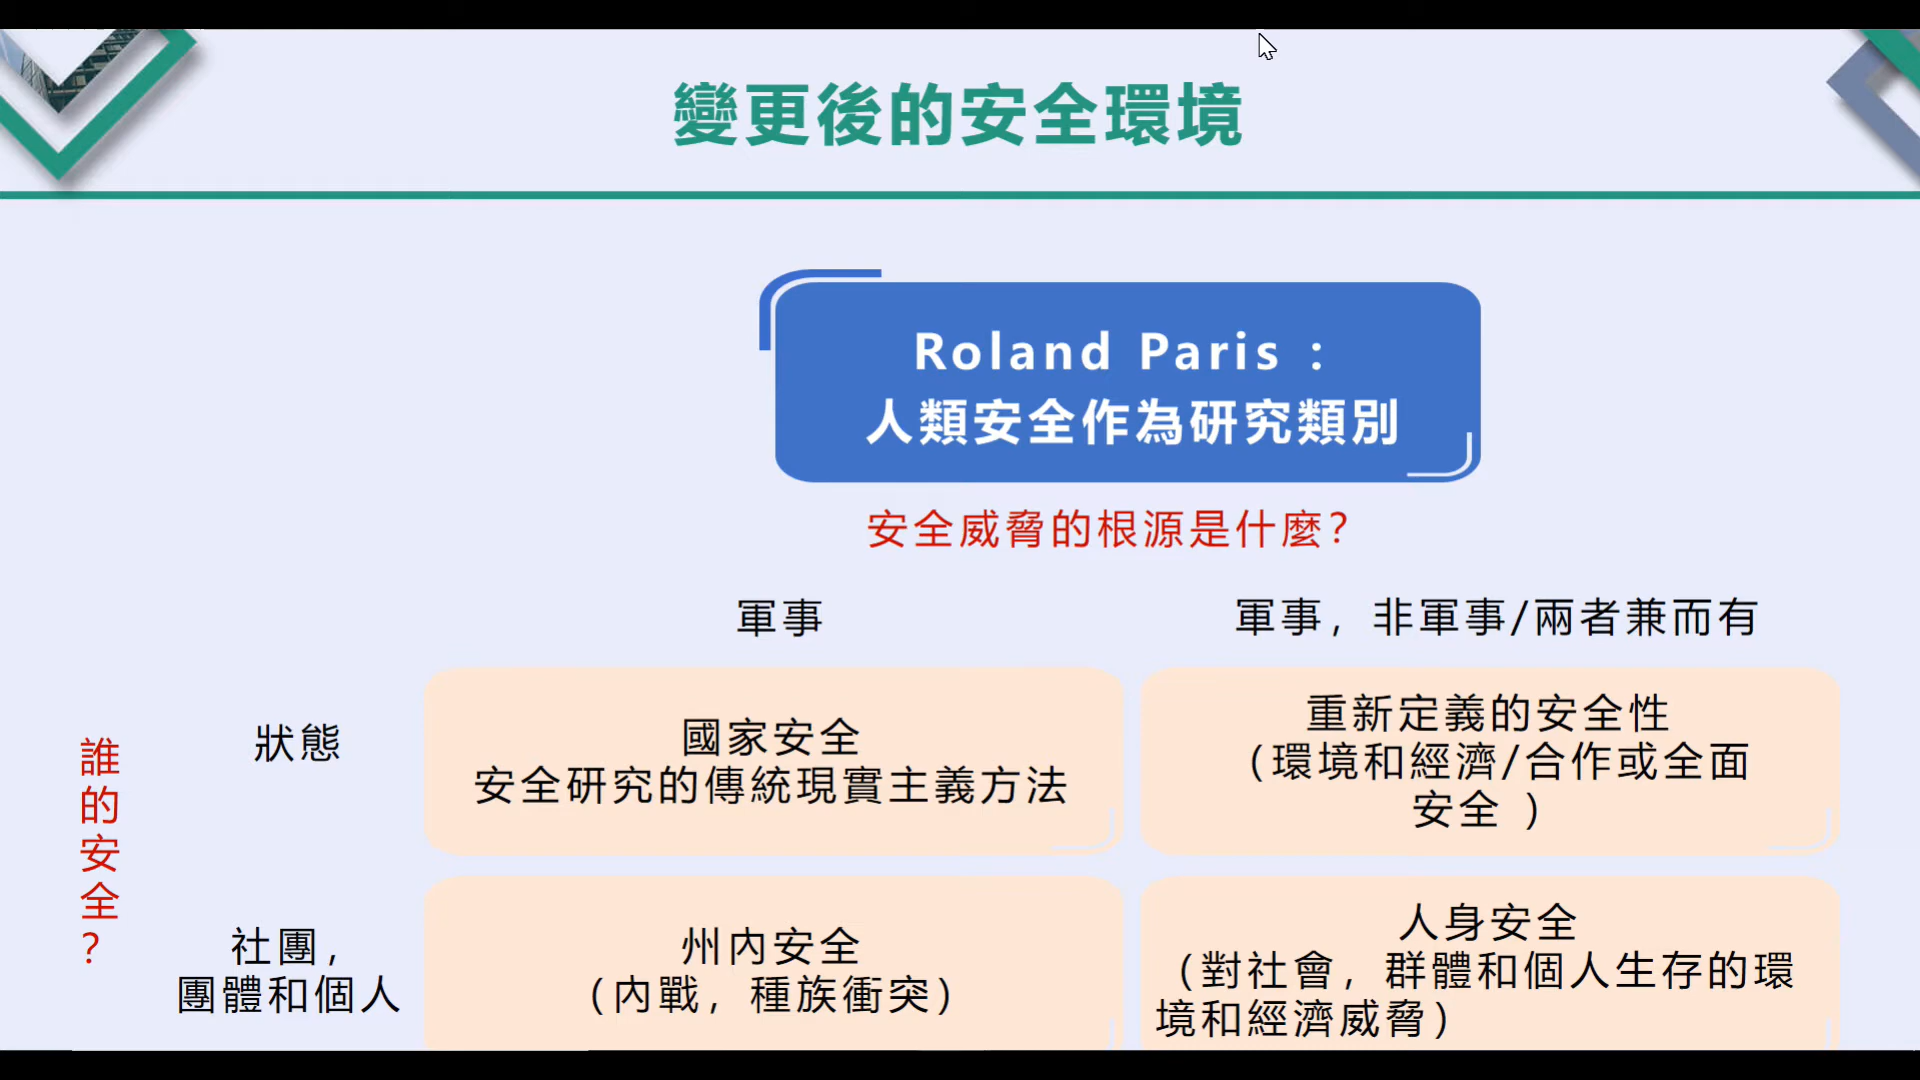 變更後的安全環境
Roland Paris :
人類安全作為研究類別
安全威脅的根源是什麼?
軍事
軍事，非軍事/兩者兼而有
誰的安全?
狀態
國家安全
安全研究的傳統現實主義方法
重新定義的安全性
（環境和經濟/合作或全面
安全 ）
社團，
團體和個人
州內安全
（內戰，種族衝突）
人身安全
（對社會，群體和個人生存的環
境和經濟威脅）